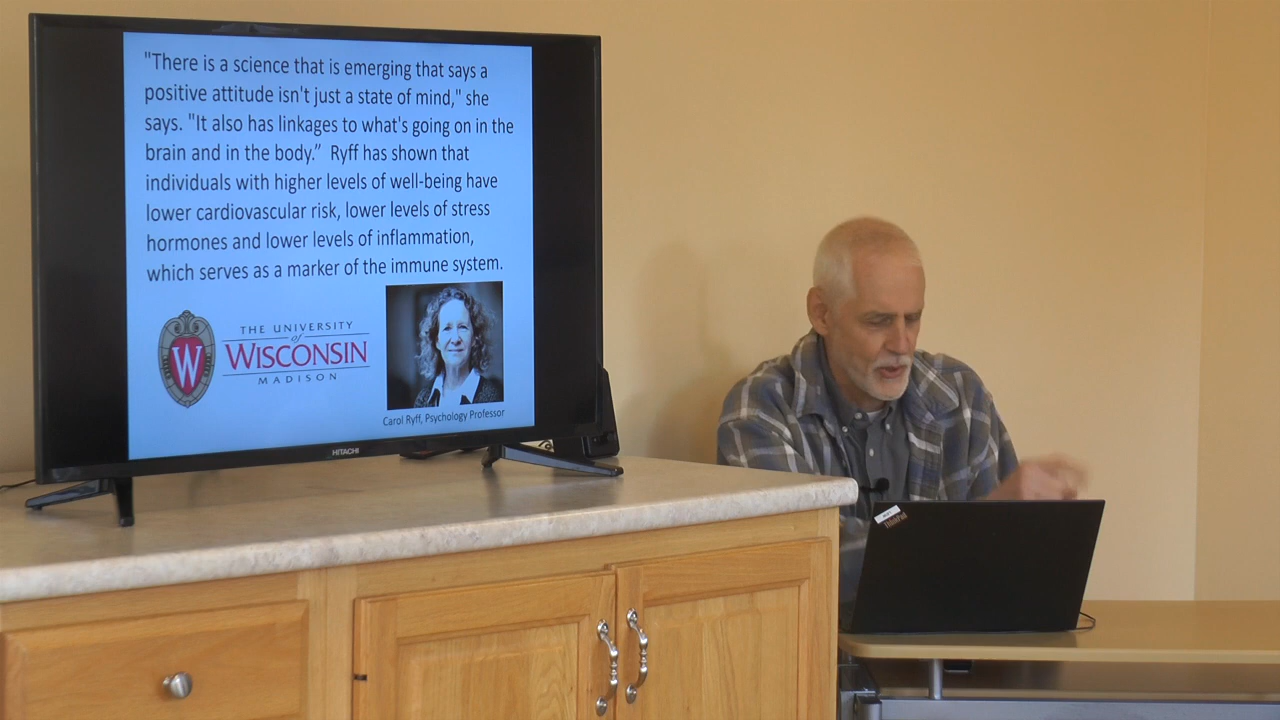 "There is a science that is emerging that says a
positive attitude isn't just a state of mind," she
says. "It also has linkages to what's going on in the
brain and in the body.”  Ryff has shown that
individuals with higher levels of well-being have
lower cardiovascular risk, lower levels of stress
hormones and lower levels of inflammation,
which serves as a marker of the immune system.
W
THE UNIVERSITY
of
WISCONSIN
MADISON
Carol Ryff, Psychology Professor
HITACHI
ThinkPad